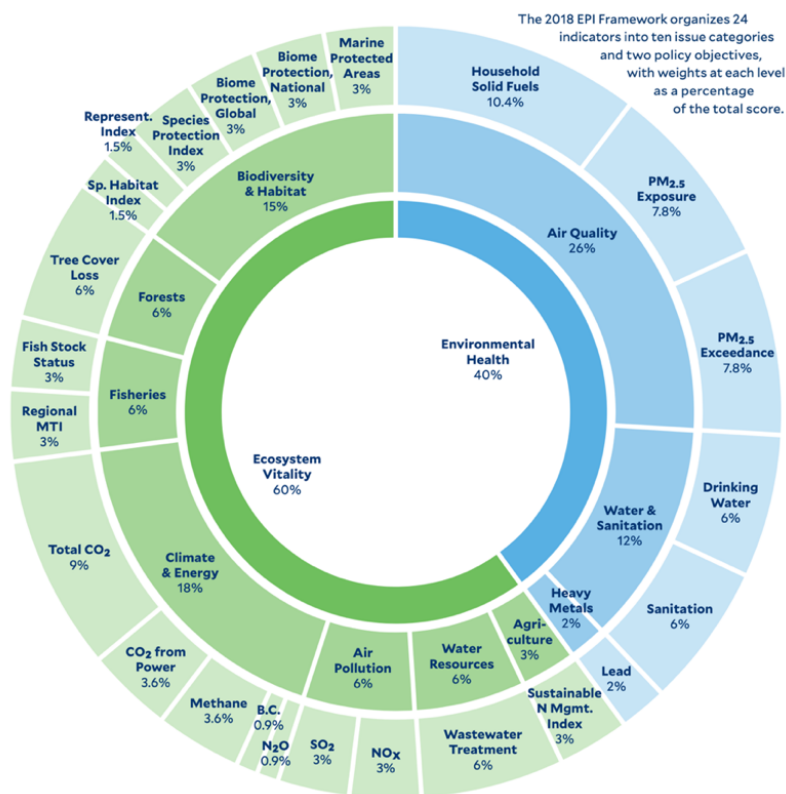 The 2018 EPI Framework organizes 24
indicators into ten issue categories
and two policy objectives,
with weights at each level
as a percentage
of the total score.
Household
Solid Fuels
10.4%
PM2.5
Exposure
7.8%
PM2.5
Exceedance
7.8%
Drinking
Water
6%
Sanitation
6%
Lead
2%
Sustainable
N Mgmt.
Index
3%
Wastewater
Treatment
6%
NOX
3%
SO2
3%
N2O
0.9%
B.C.
0.9%
Methane
3.6%
CO2 from
Power
3.6%
Total CO2
9%
Regional
MTI
3%
Fish Stock
Status
3%
Tree Cover
Loss
6%
Sp. Habitat
Index
1.5%
Represent.
Index
1.5%
Species
Protection
Index
3%
Biome
Protection,
Global
3%
Biome
Protection,
National
3%
Marine
Protected
Areas
3%
Air Quality
26%
Water &
Sanitation
12%
Heavy
Metals
2%
Agri-
culture
3%
Water
Resources
6%
Air
Pollution
6%
Climate
& Energy
18%
Fisheries
6%
Forests
6%
Biodiversity
& Habitat
15%
Environmental
Health
40%
Ecosystem
Vitality
60%